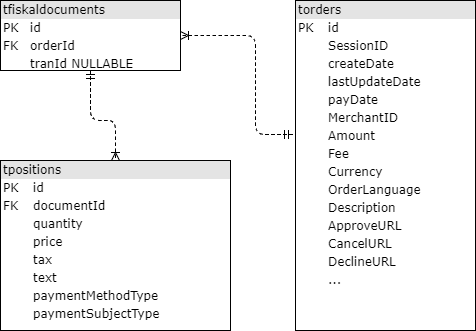 tfiskaldocuments
PK id
FK orderId
tranId NULLABLE
tpositions
PK id
FK documentId
quantity
price
tax
text
paymentMethodType
paymentSubjectType
torders
PK id
SessionID
createDate
lastUpdateDate
payDate
MerchantID
Amount
Fee
Currency
OrderLanguage
Description
ApproveURL
CancelURL
DeclineURL
...